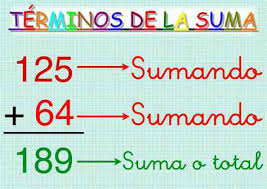 TÉRMINOS DE LA SUMA
125 → Sumando
+ 64 → Sumando
189 → Suma o total